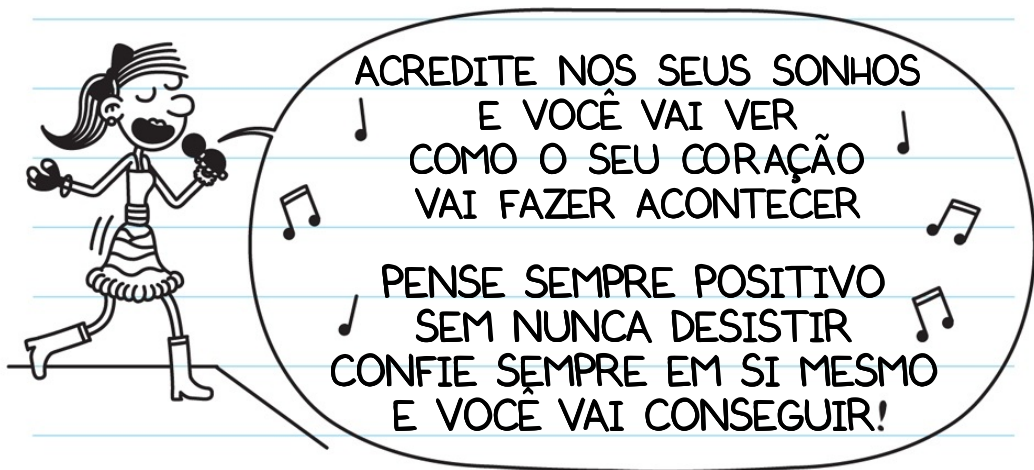 ACREDITE NOS SEUS SONHOS
E VOCÊ VAI VER
COMO O SEU CORAÇÃO
VAI FAZER ACONTECER
PENSE SEMPRE POSITIVO
SEM NUNCA DESISTIR
CONFIE SEMPRE EM SI MESMO
E VOCÊ VAI CONSEGUIR!